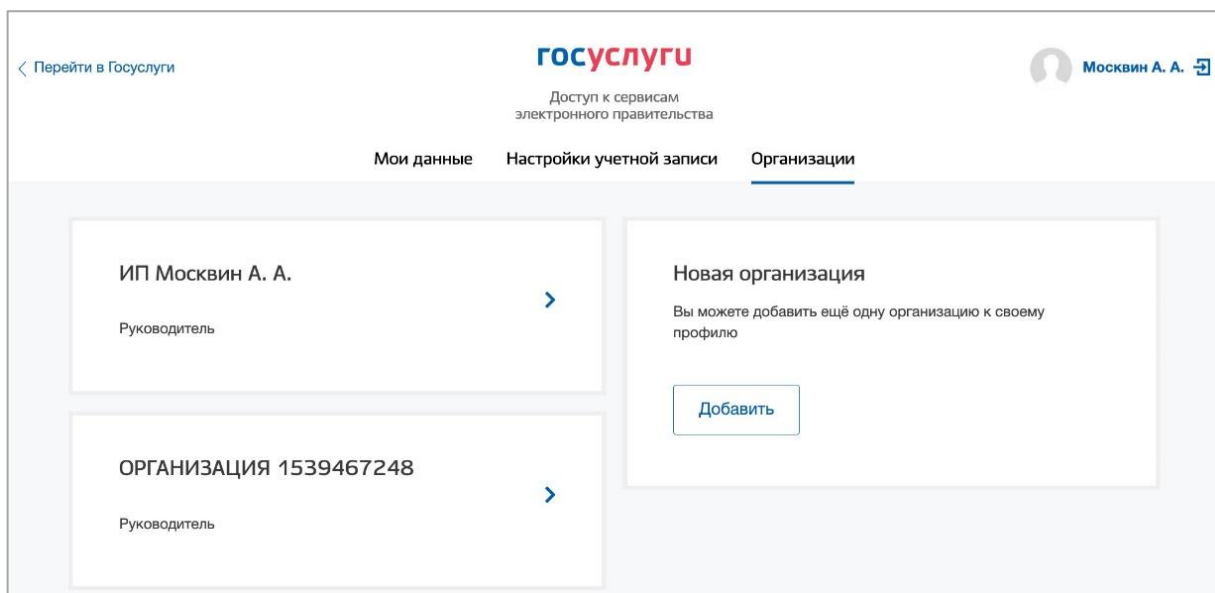 Перейти в Госуслуги
госуслуги
Москвин А. А.
Доступ к сервисам
электронного правительства
Мои данные Настройки учетной записи Организации
ИП Москвин А. А.
Руководитель
Новая организация
Вы можете добавить ещё одну организацию к своему
профилю
Добавить
ОРГАНИЗАЦИЯ 1539467248
Руководитель